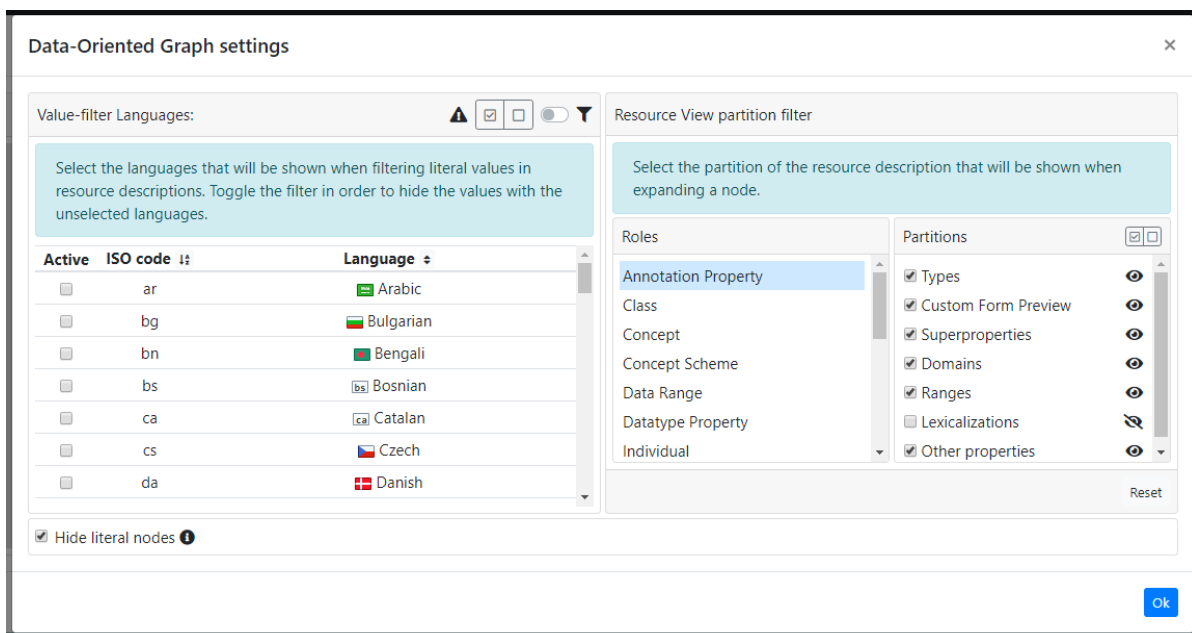 Data-Oriented Graph settings
×
Value-filter Languages:
Select the languages that will be shown when filtering literal values in
resource descriptions. Toggle the filter in order to hide the values with the
unselected languages.
Active ISO code Language
ar Arabic
bg Bulgarian
bn Bengali
bs bs Bosnian
ca ca Catalan
cs Czech
da Danish
Resource View partition filter
Select the partition of the resource description that will be shown when
expanding a node.
Roles
Annotation Property
Class
Concept
Concept Scheme
Data Range
Datatype Property
Individual
Partitions
Types
Custom Form Preview
Superproperties
Domains
Ranges
Lexicalizations
Other properties
Reset
Hide literal nodes
Ok